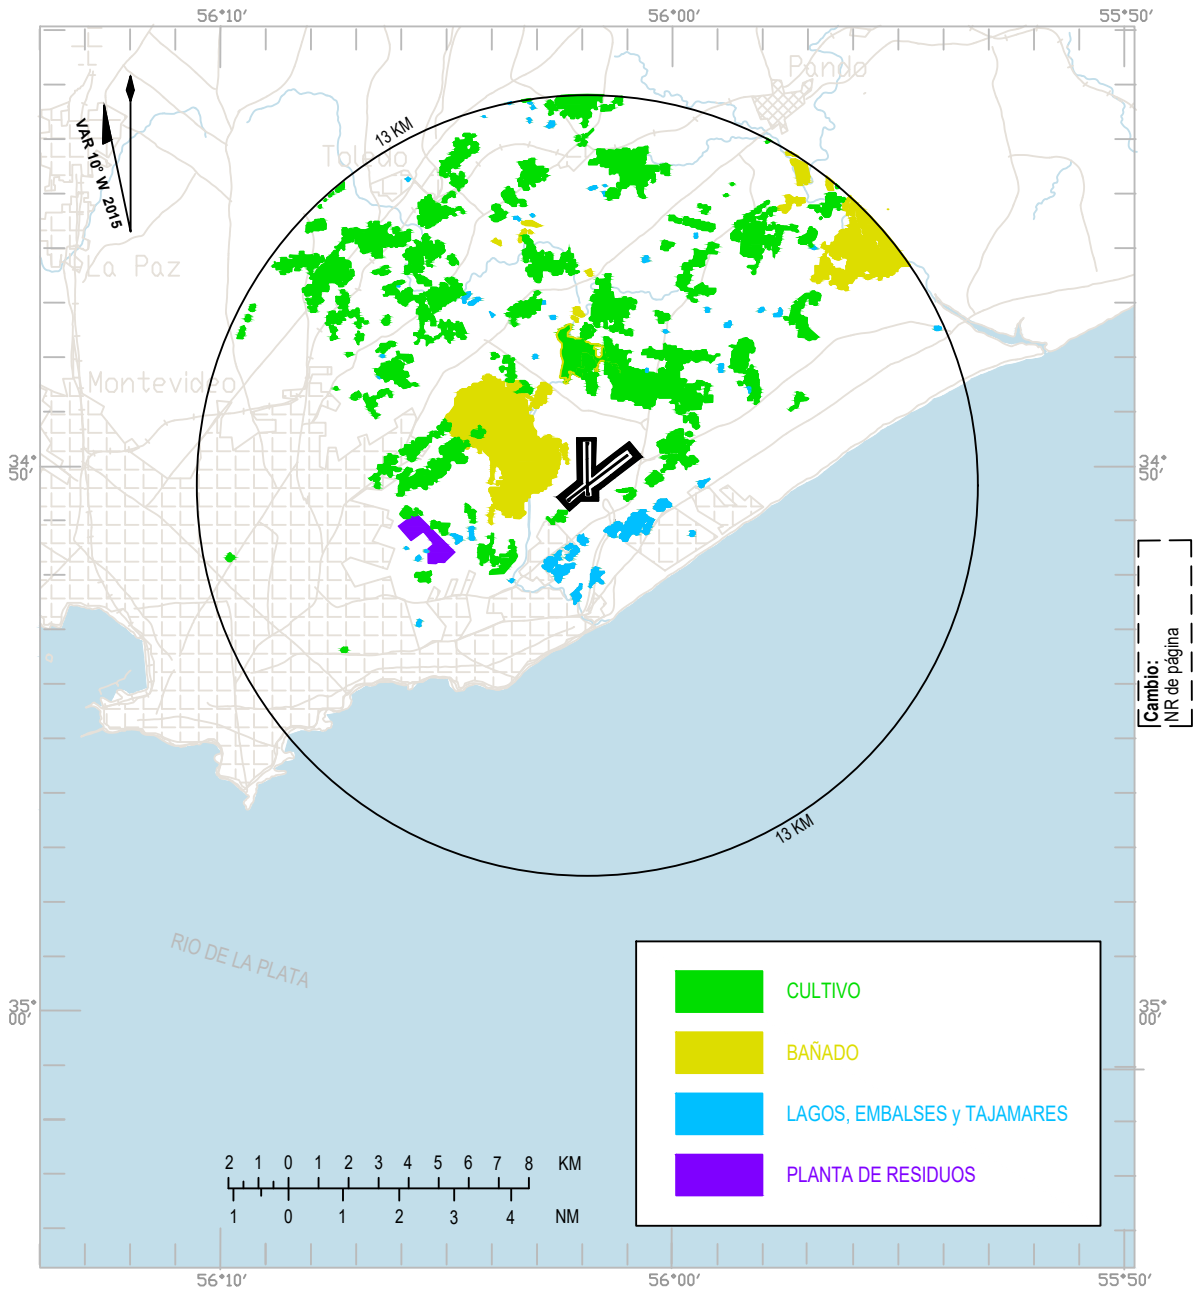 56°10′
56°00′
55°50′
Pando
13 KM
Toledo
VAR 10° W 2015
La Paz
Montevideo
34°
50′
34°
50′
Cambio:
NR de página
13 KM
RIO DE LA PLATA
35°
00′
35°
00′
CULTIVO
BAÑADO
LAGOS, EMBALSES y TAJAMARES
PLANTA DE RESIDUOS
2 1 0 1 2 3 4 5 6 7 8 KM
1 0 1 2 3 4 NM
56°10′
56°00′
55°50′